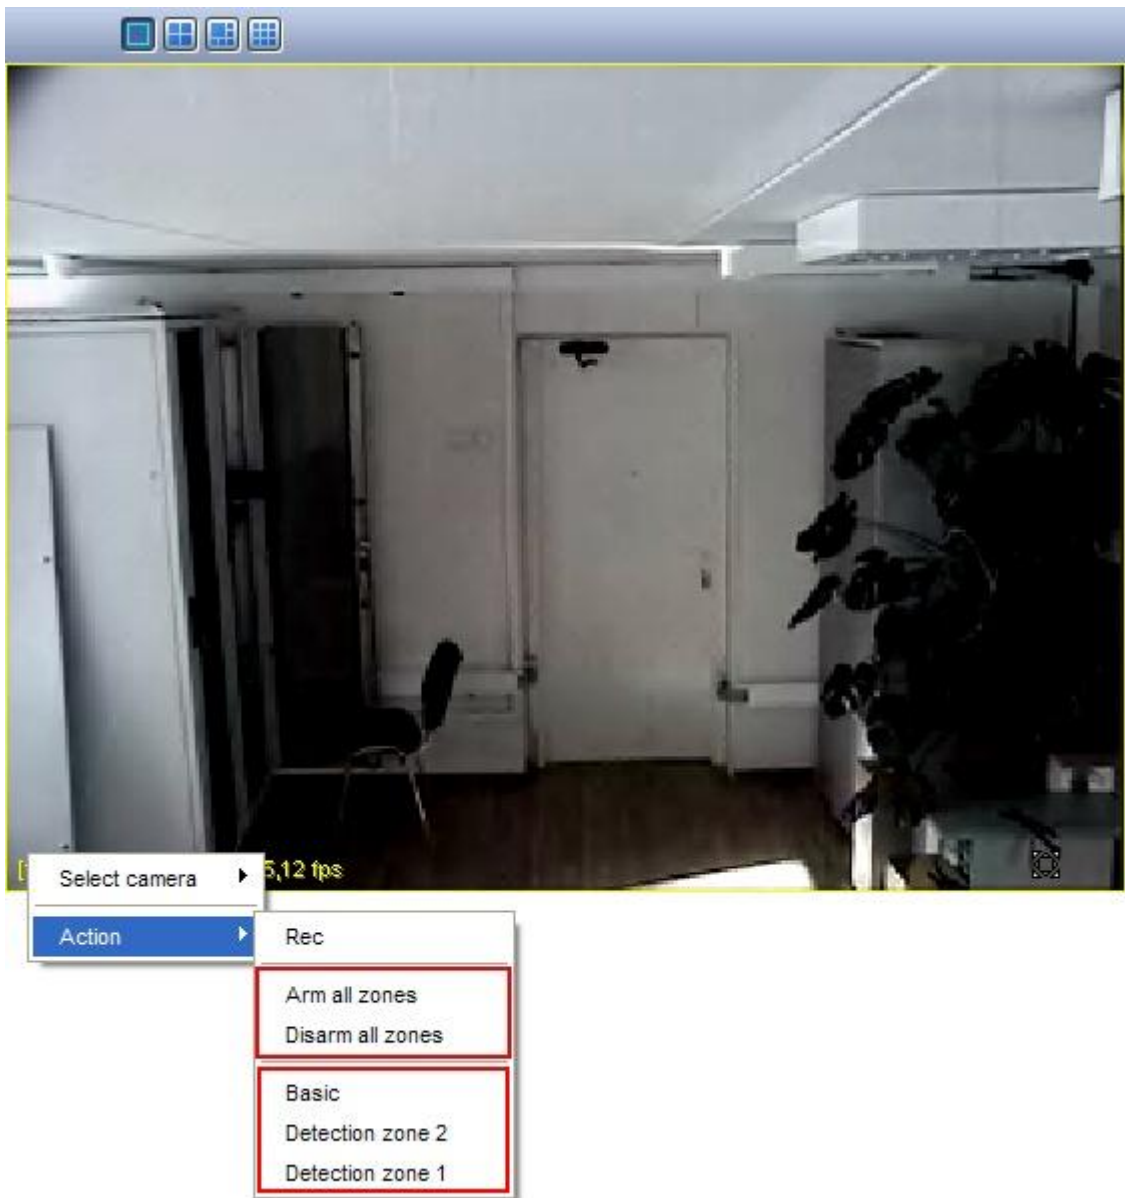 5,12 fps
Select camera
Action
Rec
Arm all zones
Disarm all zones
Basic
Detection zone 2
Detection zone 1